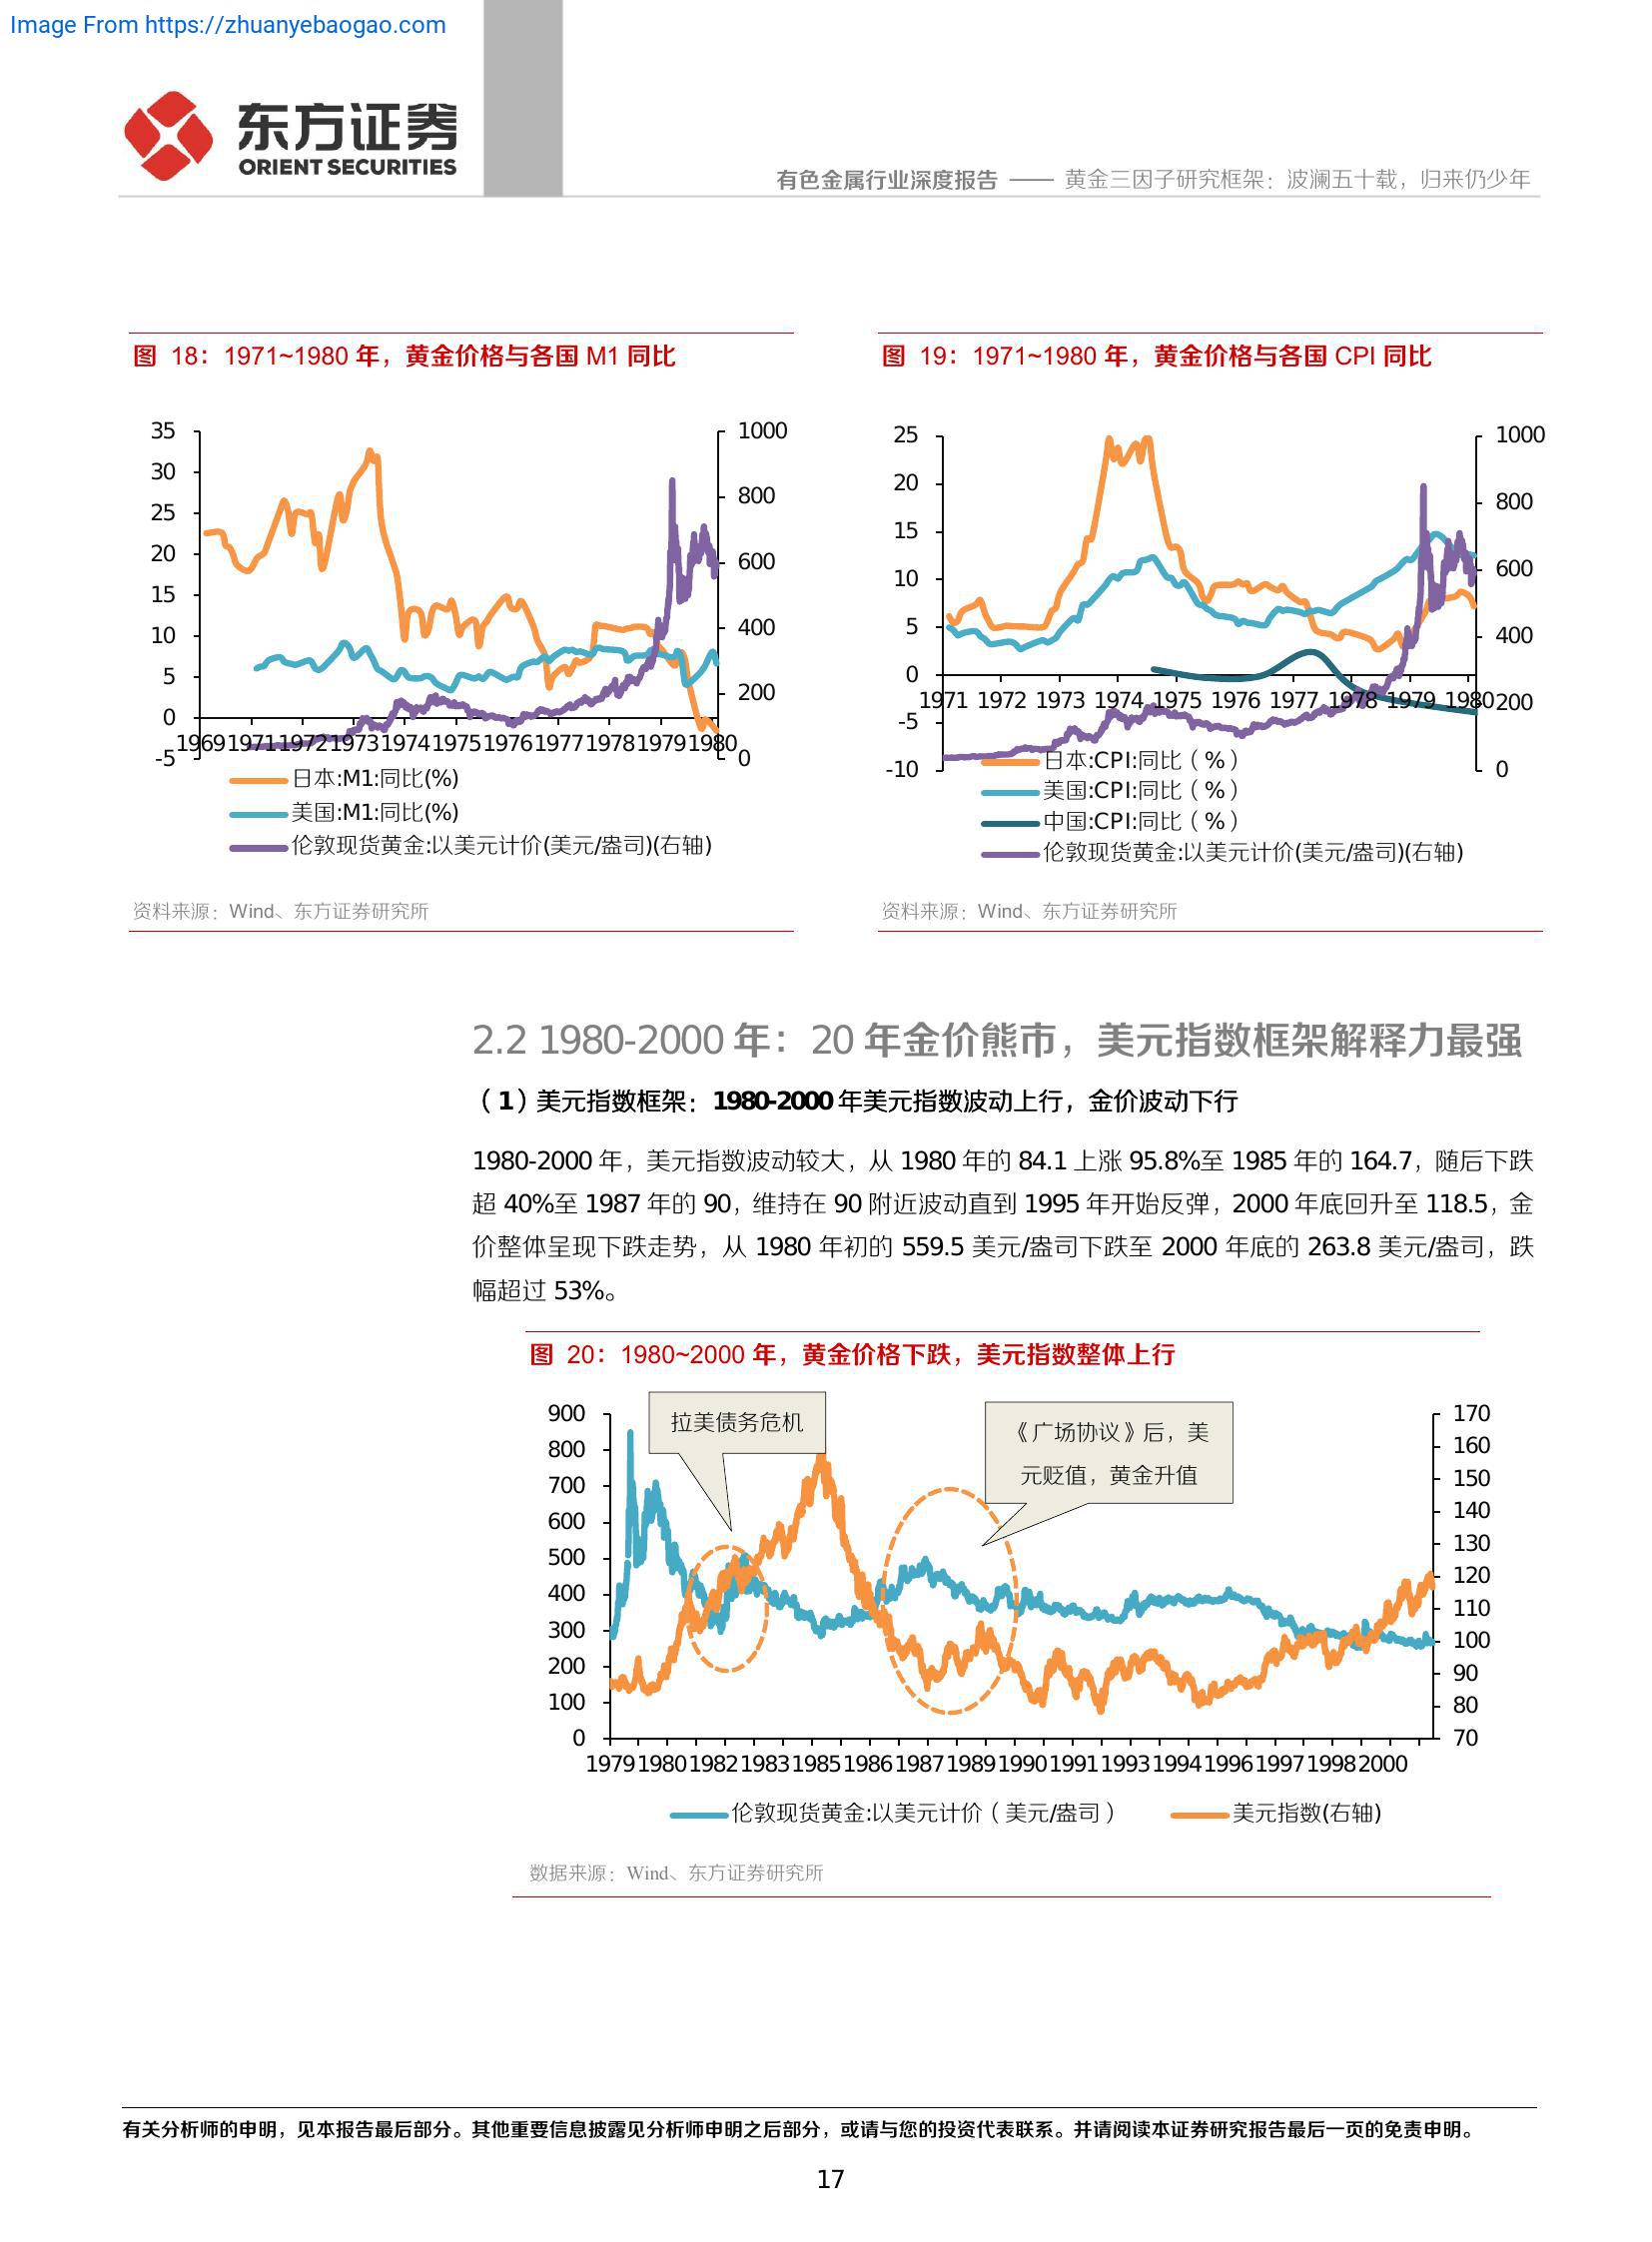 Image From https://zhuanyebaogao.com
东方证券
ORIENT SECURITIES
有色金属行业深度报告 —— 黄金三因子研究框架：波澜五十载，归来仍少年
图 18：1971~1980 年，黄金价格与各国 M1 同比
35
30
25
20
15
10
5
0
-5
1000
800
600
400
200
0
1969 1971 1972 1973 1974 1975 1976 1977 1978 1979 1980
日本:M1:同比(%)
美国:M1:同比(%)
伦敦现货黄金:以美元计价(美元/盎司)(右轴)
资料来源：Wind、东方证券研究所
图 19：1971~1980 年，黄金价格与各国 CPI 同比
25
20
15
10
5
0
-5
-10
1000
800
600
400
200
0
1971 1972 1973 1974 1975 1976 1977 1978 1979 1980
日本:CPI:同比（%）
美国:CPI:同比（%）
中国:CPI:同比（%）
伦敦现货黄金:以美元计价(美元/盎司)(右轴)
资料来源：Wind、东方证券研究所
2.2 1980-2000 年：20 年金价熊市，美元指数框架解释力最强
（1）美元指数框架：1980-2000 年美元指数波动上行，金价波动下行
1980-2000 年，美元指数波动较大，从 1980 年的 84.1 上涨 95.8%至 1985 年的 164.7，随后下跌
超 40%至 1987 年的 90，维持在 90 附近波动直到 1995 年开始反弹，2000 年底回升至 118.5，金
价整体呈现下跌走势，从 1980 年初的 559.5 美元/盎司下跌至 2000 年底的 263.8 美元/盎司，跌
幅超过 53%。
图 20：1980~2000 年，黄金价格下跌，美元指数整体上行
拉美债务危机
《广场协议》后，美
元贬值，黄金升值
900
800
700
600
500
400
300
200
100
0
170
160
150
140
130
120
110
100
90
80
70
1979 1980 1982 1983 1985 1986 1987 1989 1990 1991 1993 1994 1996 1997 1998 2000
伦敦现货黄金:以美元计价（美元/盎司）
美元指数(右轴)
数据来源：Wind、东方证券研究所
有关分析师的申明，见本报告最后部分。其他重要信息披露见分析师申明之后部分，或请与您的投资代表联系。并请阅读本证券研究报告最后一页的免责申明。
17